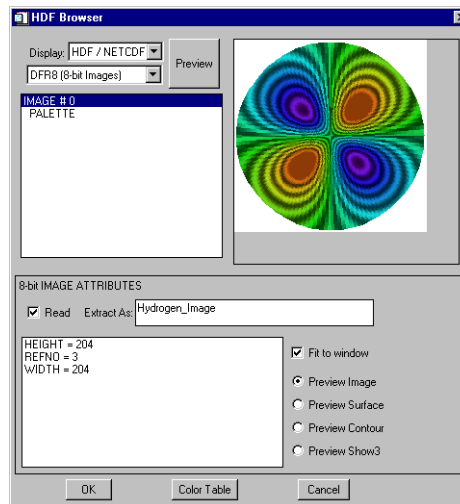 HDF Browser
Display: HDF / NETCDF
DFR8 (8-bit Images)
Preview
IMAGE # 0
PALETTE
8-bit IMAGE ATTRIBUTES
Read Extract As: Hydrogen_Image
HEIGHT = 204
REFNO = 3
WIDTH = 204
Fit to window
Preview Image
Preview Surface
Preview Contour
Preview Show3
OK Color Table Cancel